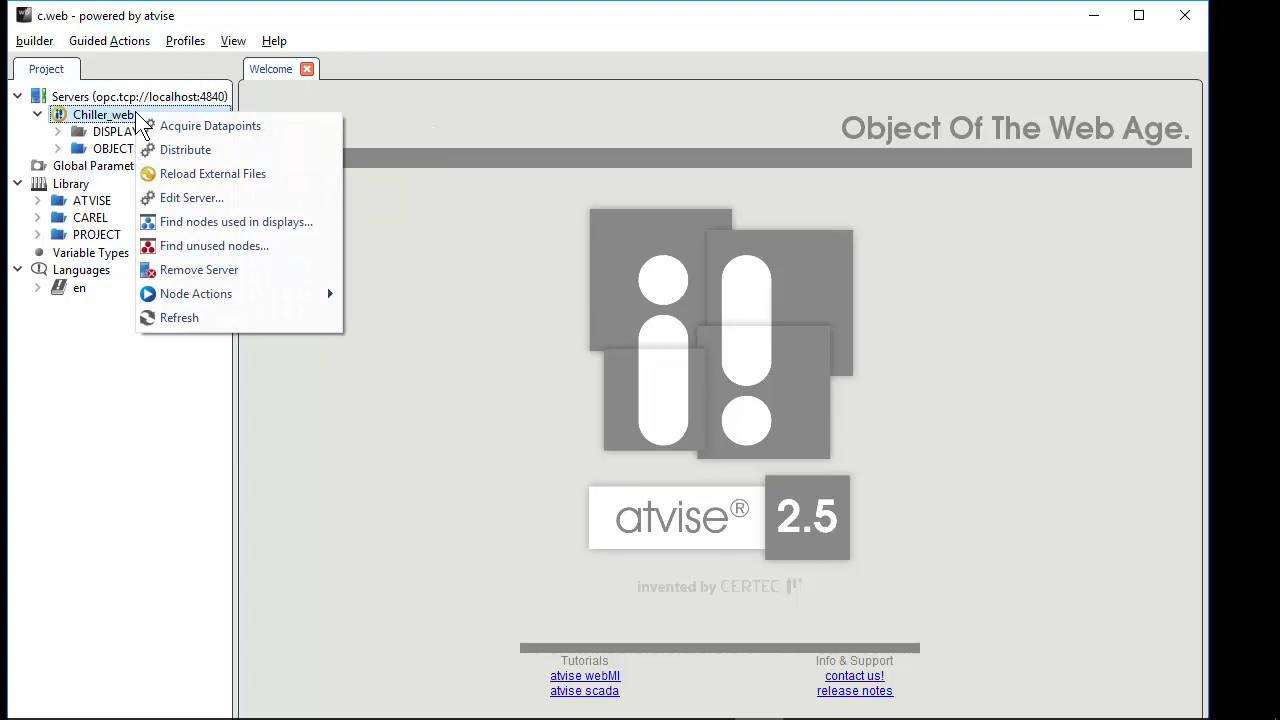 c.web - powered by atvise
builder Guided Actions Profiles View Help
Project
Welcome
Servers (opc.tcp://localhost:4840)
Chiller_web
DISPLA
OBJECT
Global Paramet
Library
ATVISE
CAREL
PROJECT
Variable Types
Languages
en
Acquire Datapoints
Distribute
Reload External Files
Edit Server...
Find nodes used in displays...
Find unused nodes...
Remove Server
Node Actions
Refresh
Object Of The Web Age.
atvise® 2.5
invented by CERTEC
Tutorials
atvise webMI
atvise scada
Info & Support
contact us!
release notes